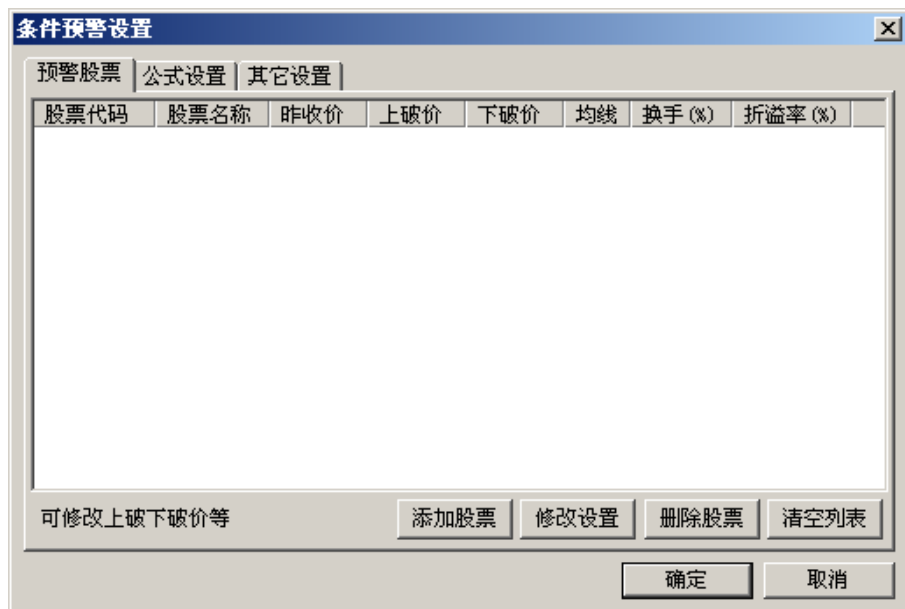 条件预警设置
预警股票 公式设置 其它设置
股票代码 股票名称 昨收价 上破价 下破价 均线 换手(%) 折溢率(%)
可修改上破下破价等 添加股票 修改设置 删除股票 清空列表
确定 取消